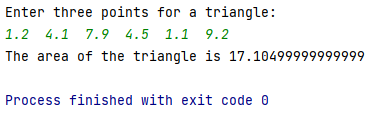 Enter three points for a triangle:
1.2  4.1  7.9  4.5  1.1  9.2
The area of the triangle is 17.10499999999999
Process finished with exit code 0